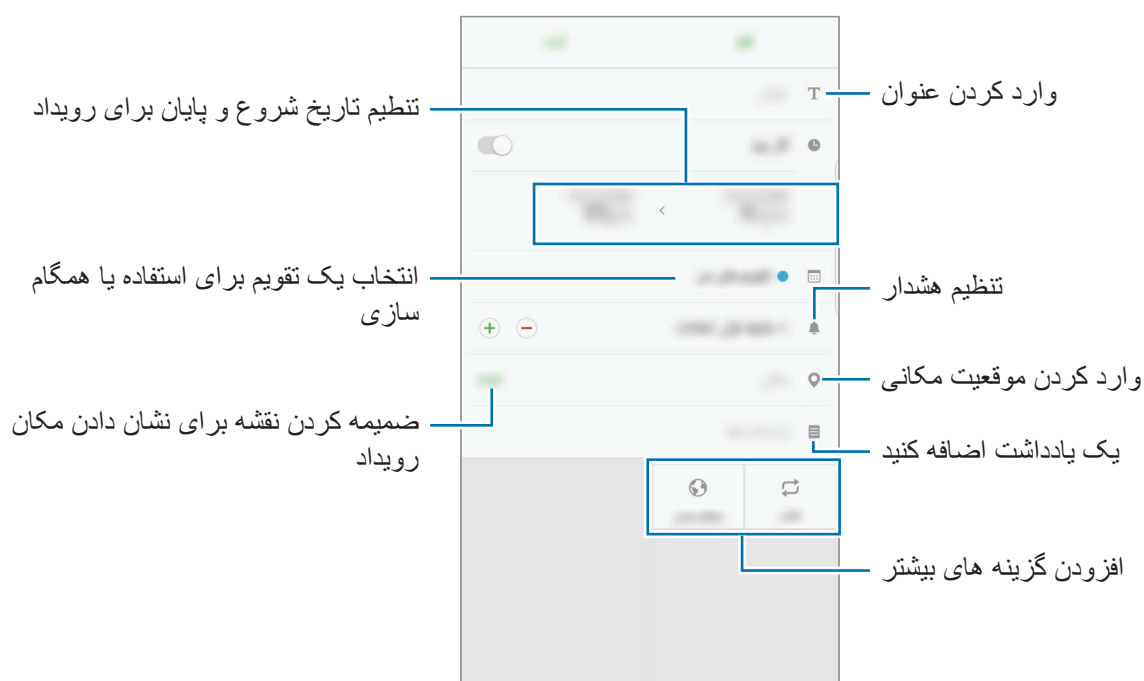 وارد کردن عنوان
تنطیم تاریخ شروع و پایان برای رویداد
انتخاب یک تقویم برای استفاده یا همگام
سازی
تنظیم هشدار
وارد کردن موقعیت مکانی
ضمیمه کردن نقشه برای نشان دادن مکان
رویداد
یک یادداشت اضافه کنید
افزودن گزینه های بیشتر